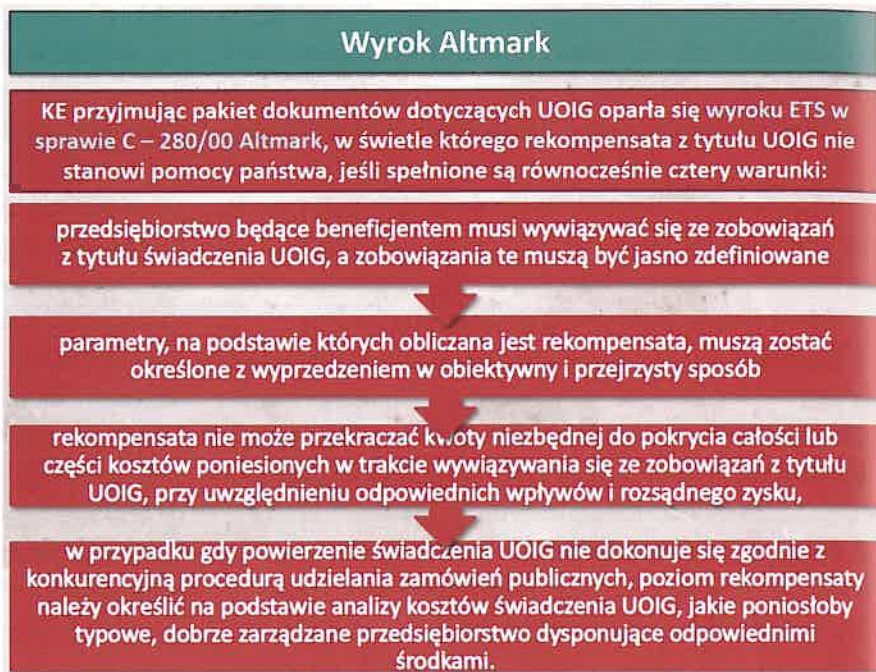 Wyrok Altmark
KE przyjmując pakiet dokumentów dotyczących UOIG oparła się wyroku ETS w
sprawie C – 280/00 Altmark, w świetle którego rekompensata z tytułu UOIG nie
stanowi pomocy państwa, jeśli spełnione są równocześnie cztery warunki:
przedsiębiorstwo będące beneficjentem musi wywiązywać się ze zobowiązań
z tytułu świadczenia UOIG, a zobowiązania te muszą być jasno zdefiniowane
parametry, na podstawie których obliczana jest rekompensata, muszą zostać
określone z wyprzedzeniem w obiektywny i przejrzysty sposób
rekompensata nie może przekraczać kwoty niezbędnej do pokrycia całości lub
części kosztów poniesionych w trakcie wywiązywania się ze zobowiązań z tytułu
UOIG, przy uwzględnieniu odpowiednich wpływów i rozsądnego zysku,
w przypadku gdy powierzenie świadczenia UOIG nie dokonuje się zgodnie z
konkurencyjną procedurą udzielania zamówień publicznych, poziom rekompensaty
należy określić na podstawie analizy kosztów świadczenia UOIG, jakie poniosłoby
typowe, dobrze zarządzane przedsiębiorstwo dysponujące odpowiednimi
środkami.